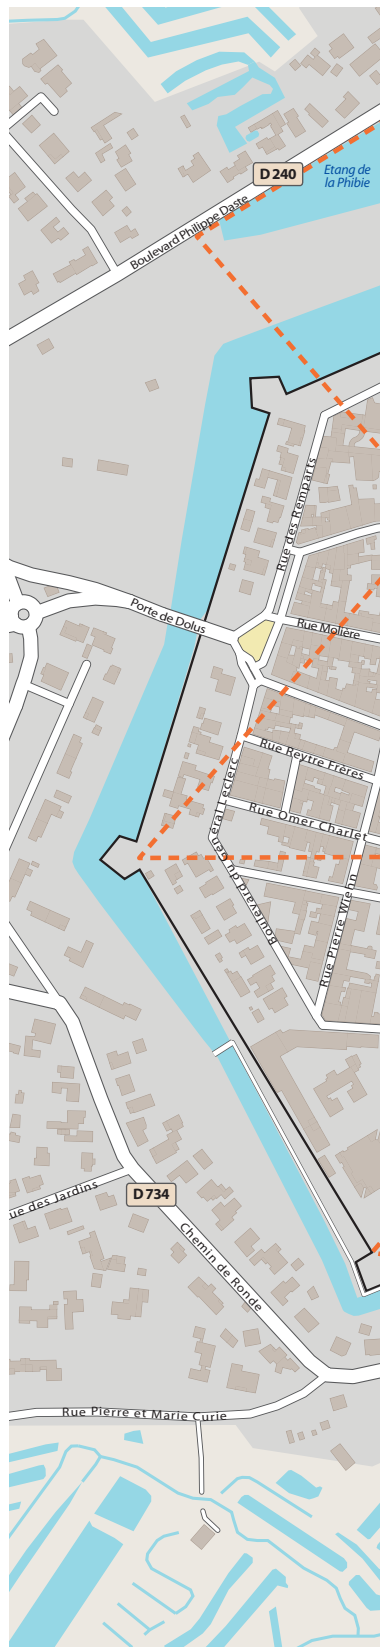 D 240
Etang de
la Phibie
Boulevard Philippe Daste
Rue des Remparts
Porte de Dolus
Rue Molière
Rue Reytre Frères
Boulevard du Général Leclerc
Rue Omer Charlet
Rue Pierre Wiehn
D 734
ue des Jardins
Chemin de Ronde
Rue Pierre et Marie Curie